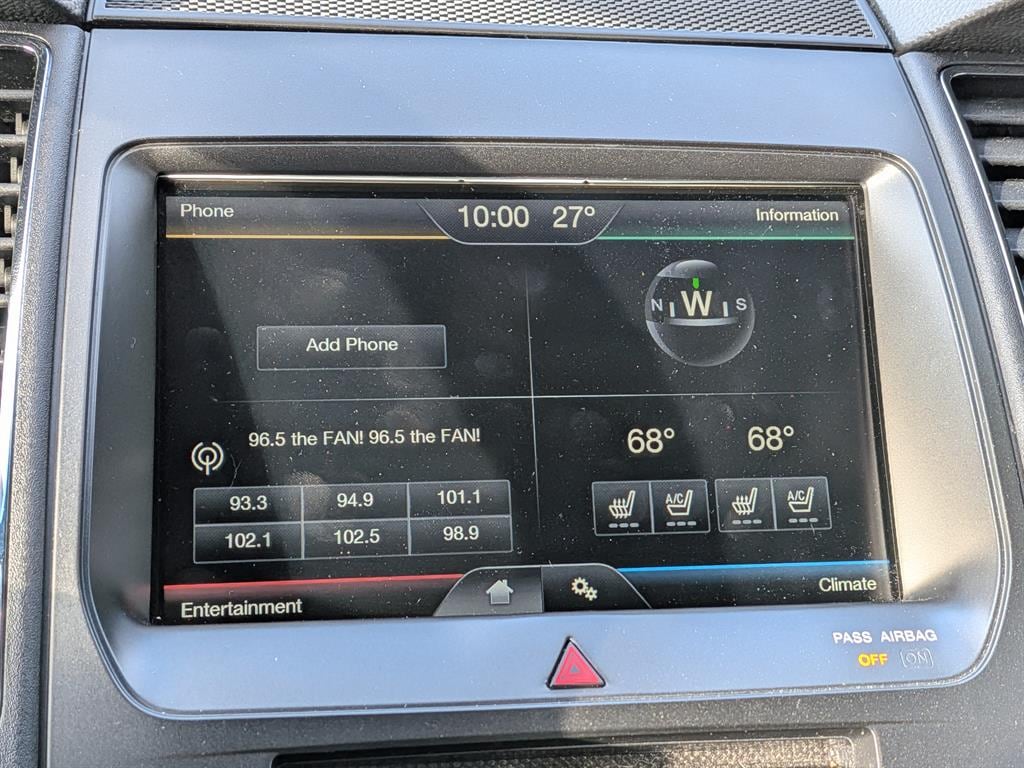 Phone
10:00 27°
Information
N W S
Add Phone
96.5 the FAN! 96.5 the FAN!
93.3 94.9 101.1
102.1 102.5 98.9
68° 68°
A/C A/C
Entertainment
Climate
PASS AIRBAG
OFF ON